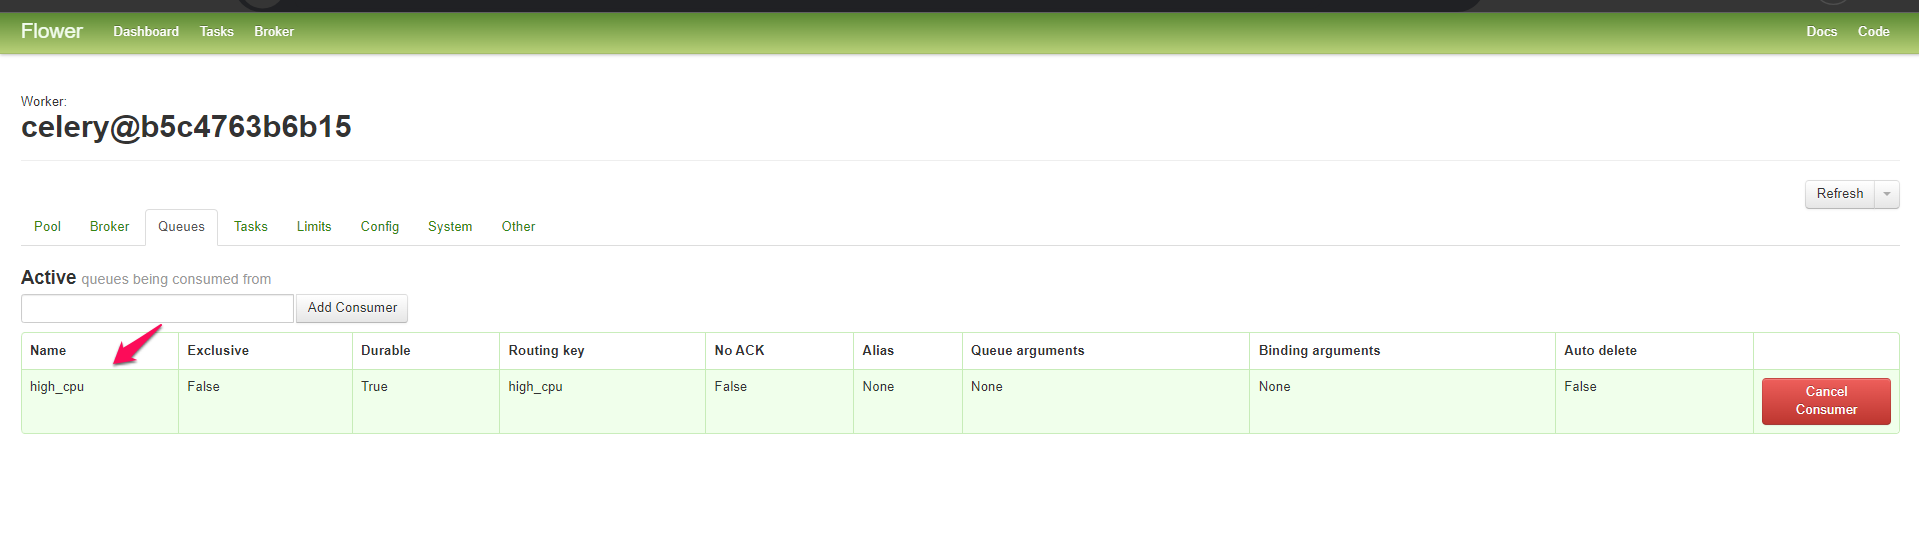 Flower Dashboard Tasks Broker Docs Code
Worker:
celery@b5c4763b6b15
Refresh
Pool Broker Queues Tasks Limits Config System Other
Active queues being consumed from
Add Consumer
Name Exclusive Durable Routing key No ACK Alias Queue arguments Binding arguments Auto delete
high_cpu False True high_cpu False None None None False Cancel
Consumer